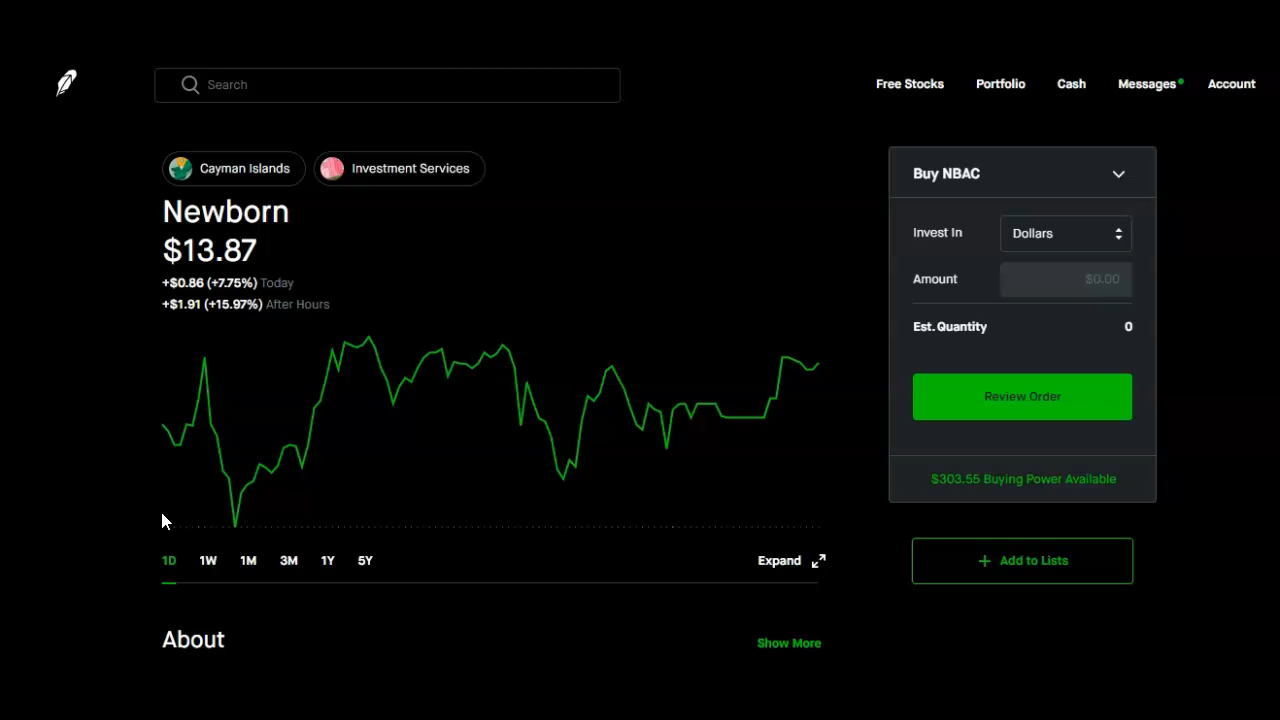 Search
Free Stocks Portfolio Cash Messages Account
Cayman Islands Investment Services
Newborn
$13.87
+$0.86 (+7.75%) Today
+$1.91 (+15.97%) After Hours
1D 1W 1M 3M 1Y 5Y
Expand
About
Show More
Buy NBAC
Invest In Dollars
Amount $0.00
Est. Quantity 0
Review Order
$303.55 Buying Power Available
+ Add to Lists